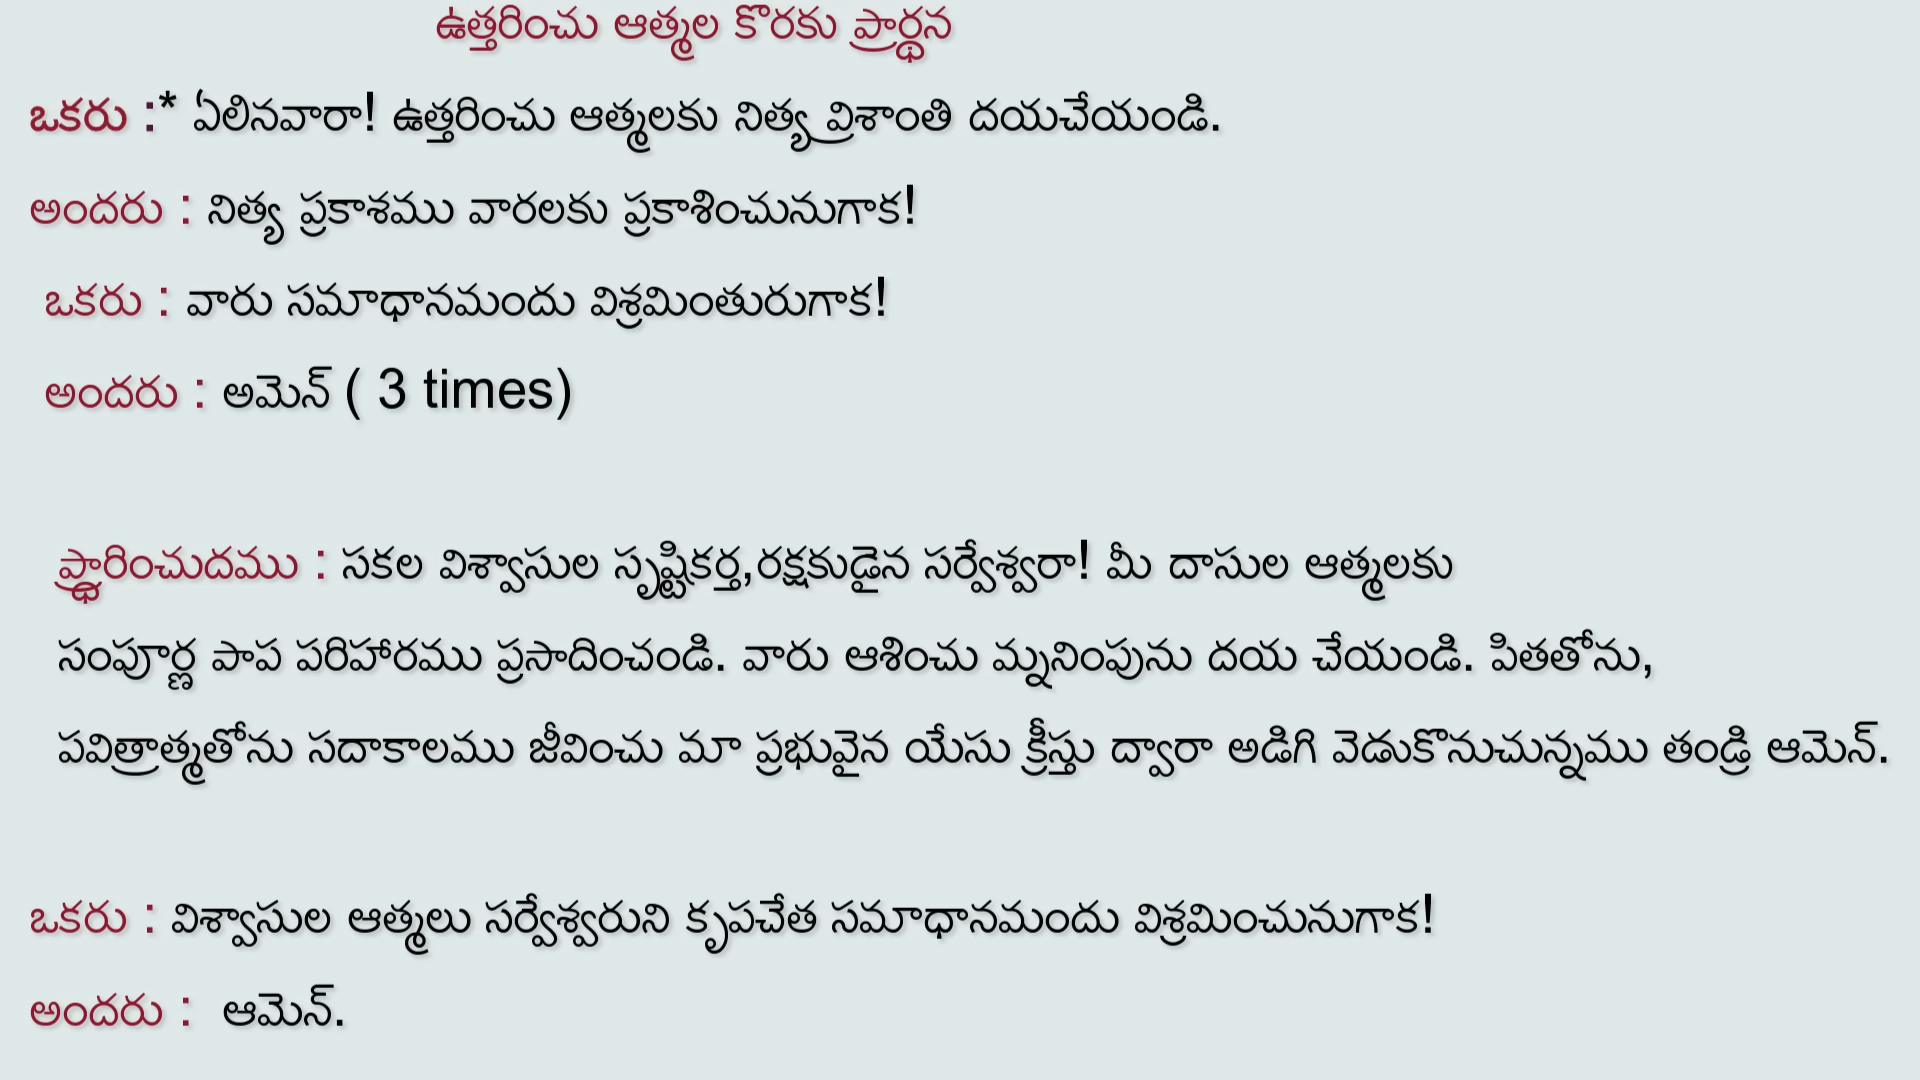 ఉత్తరించు ఆత్మల కొరకు ప్రార్థన
ఒకరు :* ఏలినవారా! ఉత్తరించు ఆత్మలకు నిత్య విశ్రాంతి దయచేయండి.
అందరు : నిత్య ప్రకాశము వారలకు ప్రకాశించునుగాక!
ఒకరు : వారు సమాధానమందు విశ్రమింతురుగాక!
అందరు : అమెన్ ( 3 times)
ప్రార్థించుదము : సకల విశ్వాసుల సృష్టికర్త,రక్షకుడైన సర్వేశ్వరా! మీ దాసుల ఆత్మలకు
సంపూర్ణ పాప పరిహారము ప్రసాదించండి. వారు ఆశించు మ్ననింపును దయ చేయండి. పితతోను,
పవిత్రాత్మతోను సదాకాలము జీవించు మా ప్రభువైన యేసు క్రీస్తు ద్వారా అడిగి వెడుకొనుచున్నము తండ్రి ఆమెన్.
ఒకరు : విశ్వాసుల ఆత్మలు సర్వేశ్వరుని కృపచేత సమాధానమందు విశ్రమించునుగాక!
అందరు : ఆమెన్.